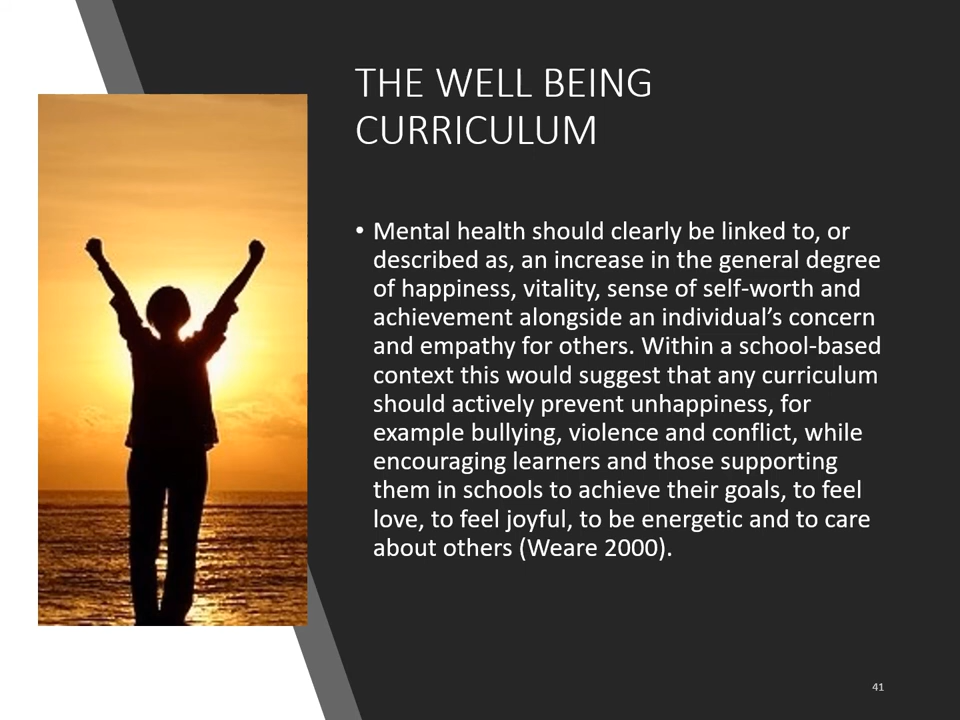 THE WELL BEING
CURRICULUM
• Mental health should clearly be linked to, or
described as, an increase in the general degree
of happiness, vitality, sense of self-worth and
achievement alongside an individual’s concern
and empathy for others. Within a school-based
context this would suggest that any curriculum
should actively prevent unhappiness, for
example bullying, violence and conflict, while
encouraging learners and those supporting
them in schools to achieve their goals, to feel
love, to feel joyful, to be energetic and to care
about others (Weare 2000).
41